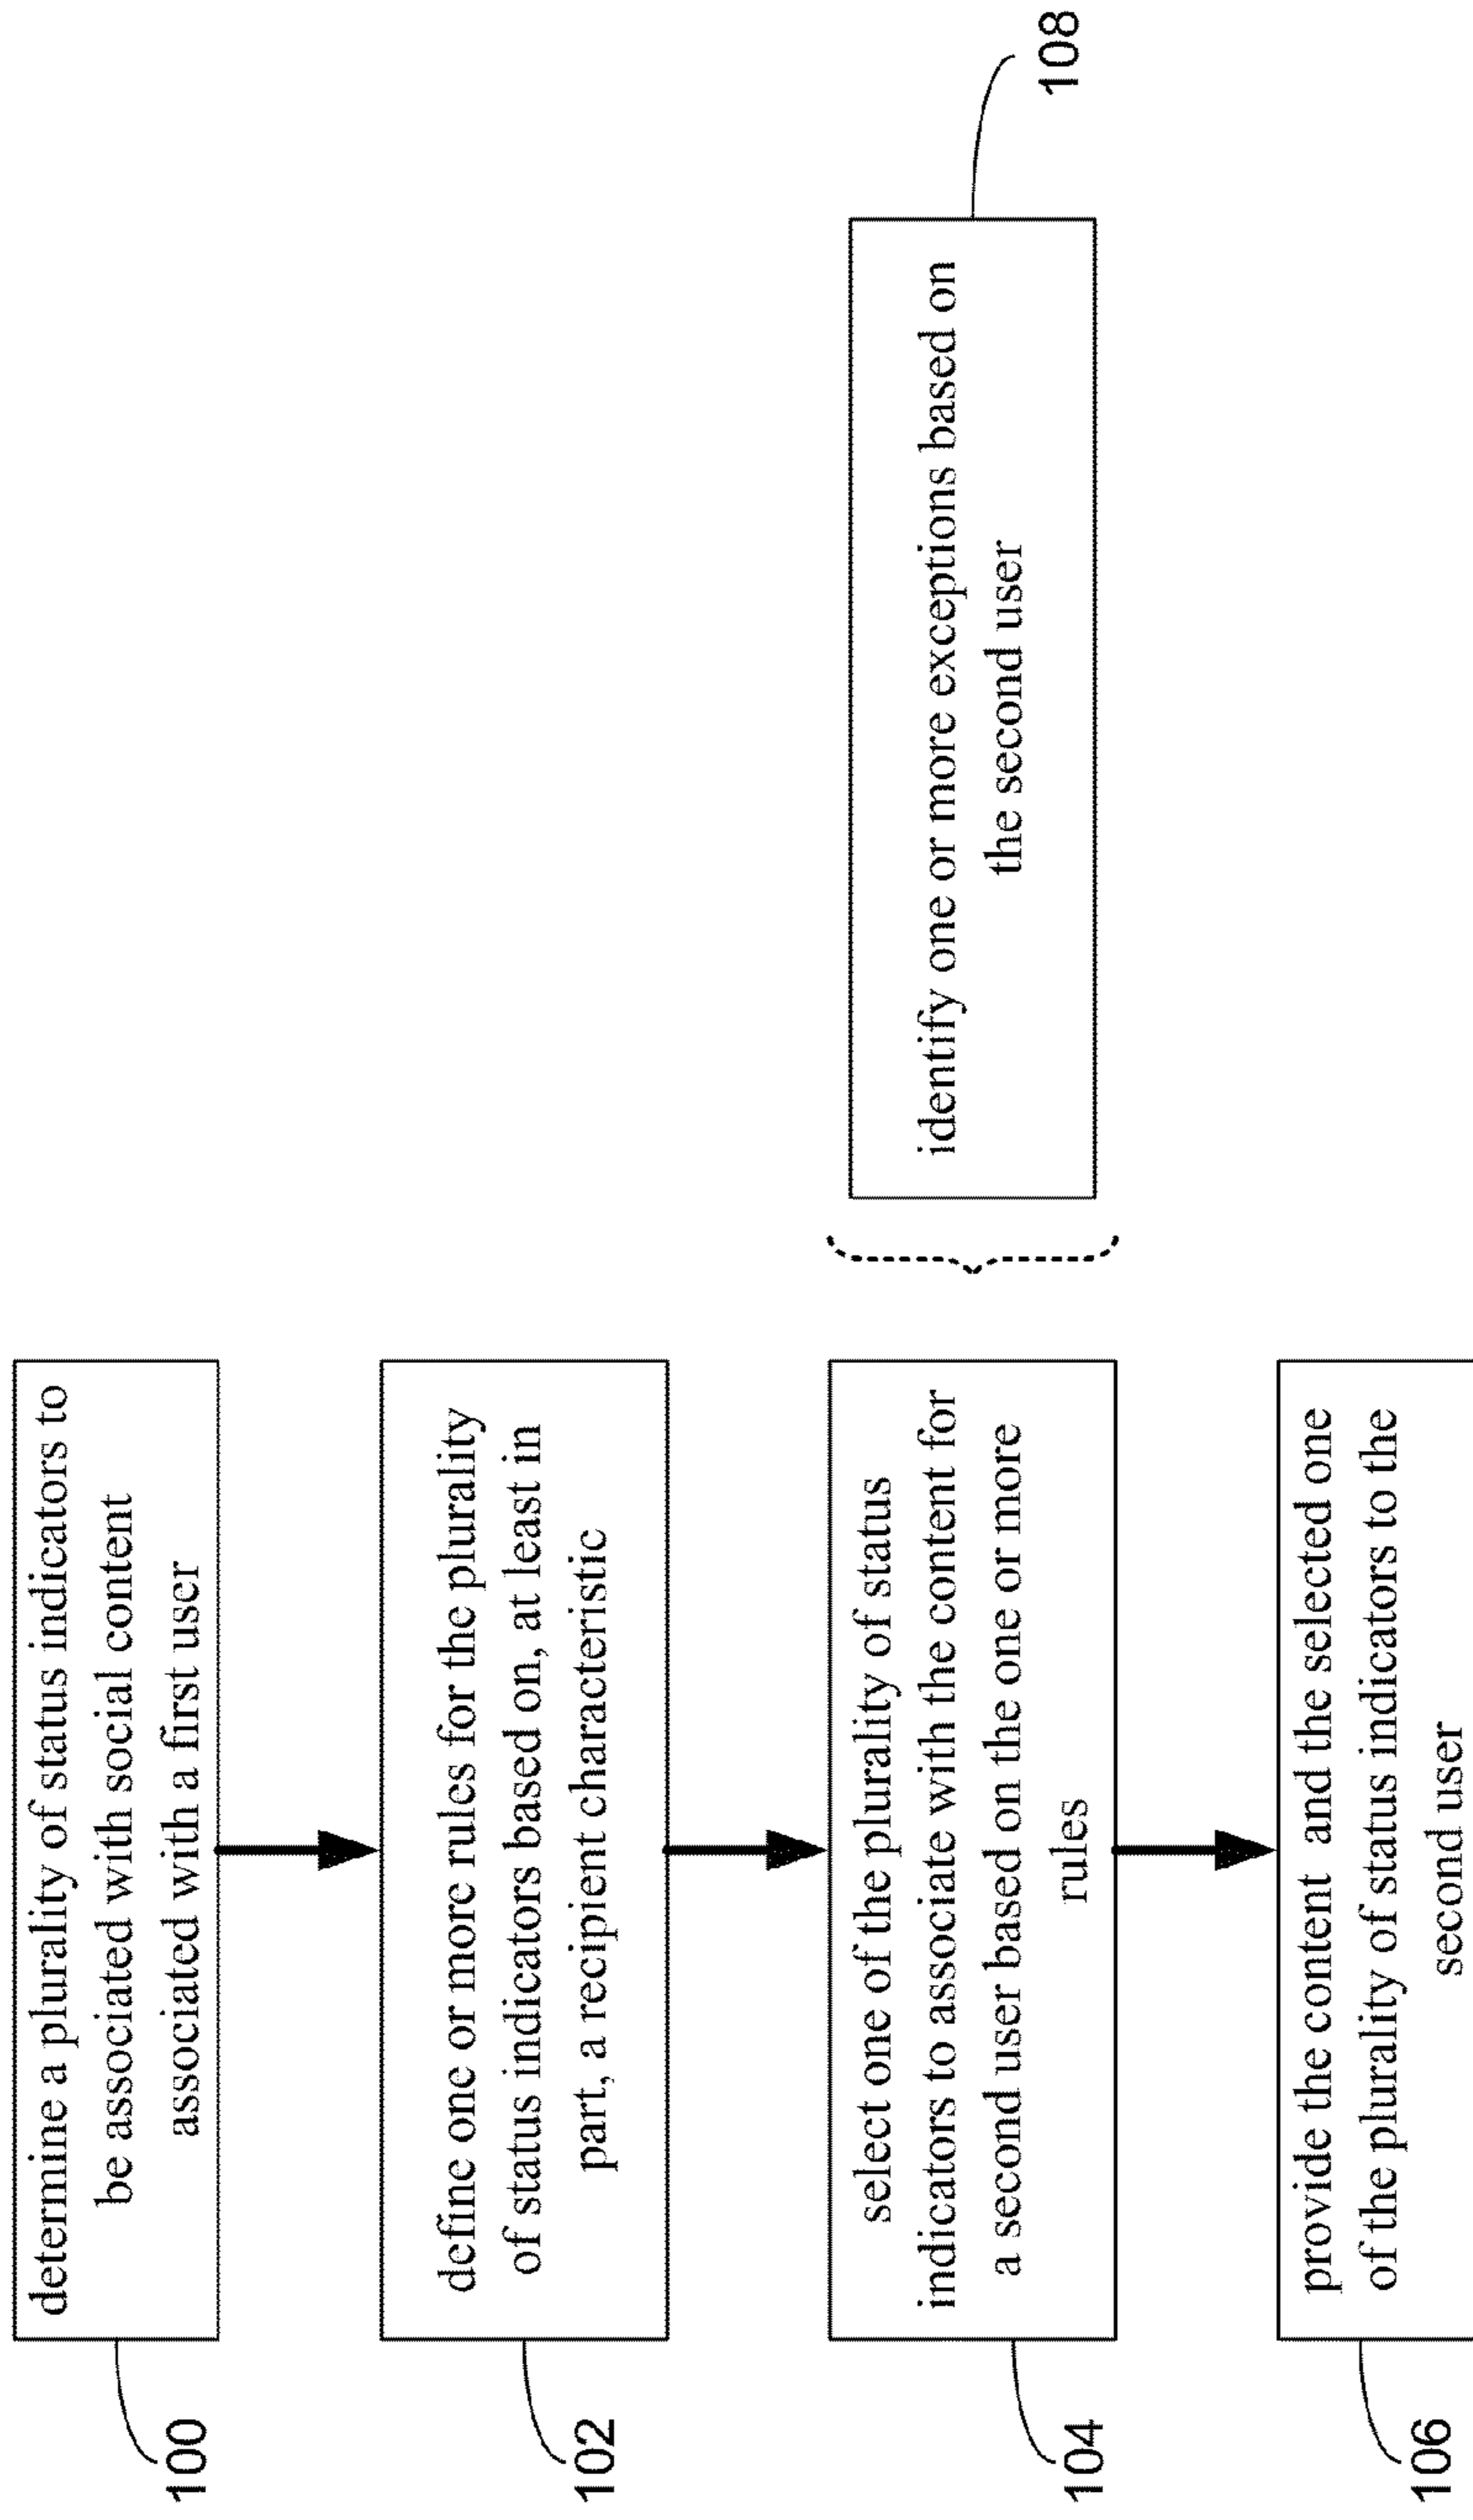 100
determine a plurality of status indicators to
be associated with social content
associated with a first user
102
define one or more rules for the plurality
of status indicators based on, at least in
part, a recipient characteristic
104
select one of the plurality of status
indicators to associate with the content for
a second user based on the one or more
rules
108
identify one or more exceptions based on
the second user
106
provide the content and the selected one
of the plurality of status indicators to the
second user